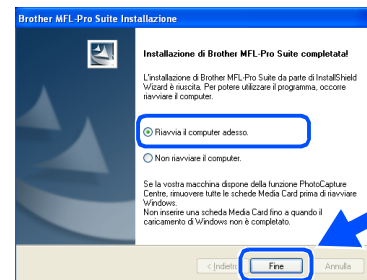 Brother MFL-Pro Suite Installazione
Installazione di Brother MFL-Pro Suite completata!
L'installazione di Brother MFL-Pro Suite da parte di InstallShield
Wizard è riuscita. Per potere utilizzare il programma, occorre
riavviare il computer.
Riavvia il computer adesso.
Non riavviare il computer.
Se la vostra macchina dispone della funzione PhotoCapture
Centre, rimuovere tutte le schede Media Card prima di riavviare
Windows.
Non inserire una scheda Media Card fino a quando il
caricamento di Windows non è completato.
< Indietro Fine Annulla